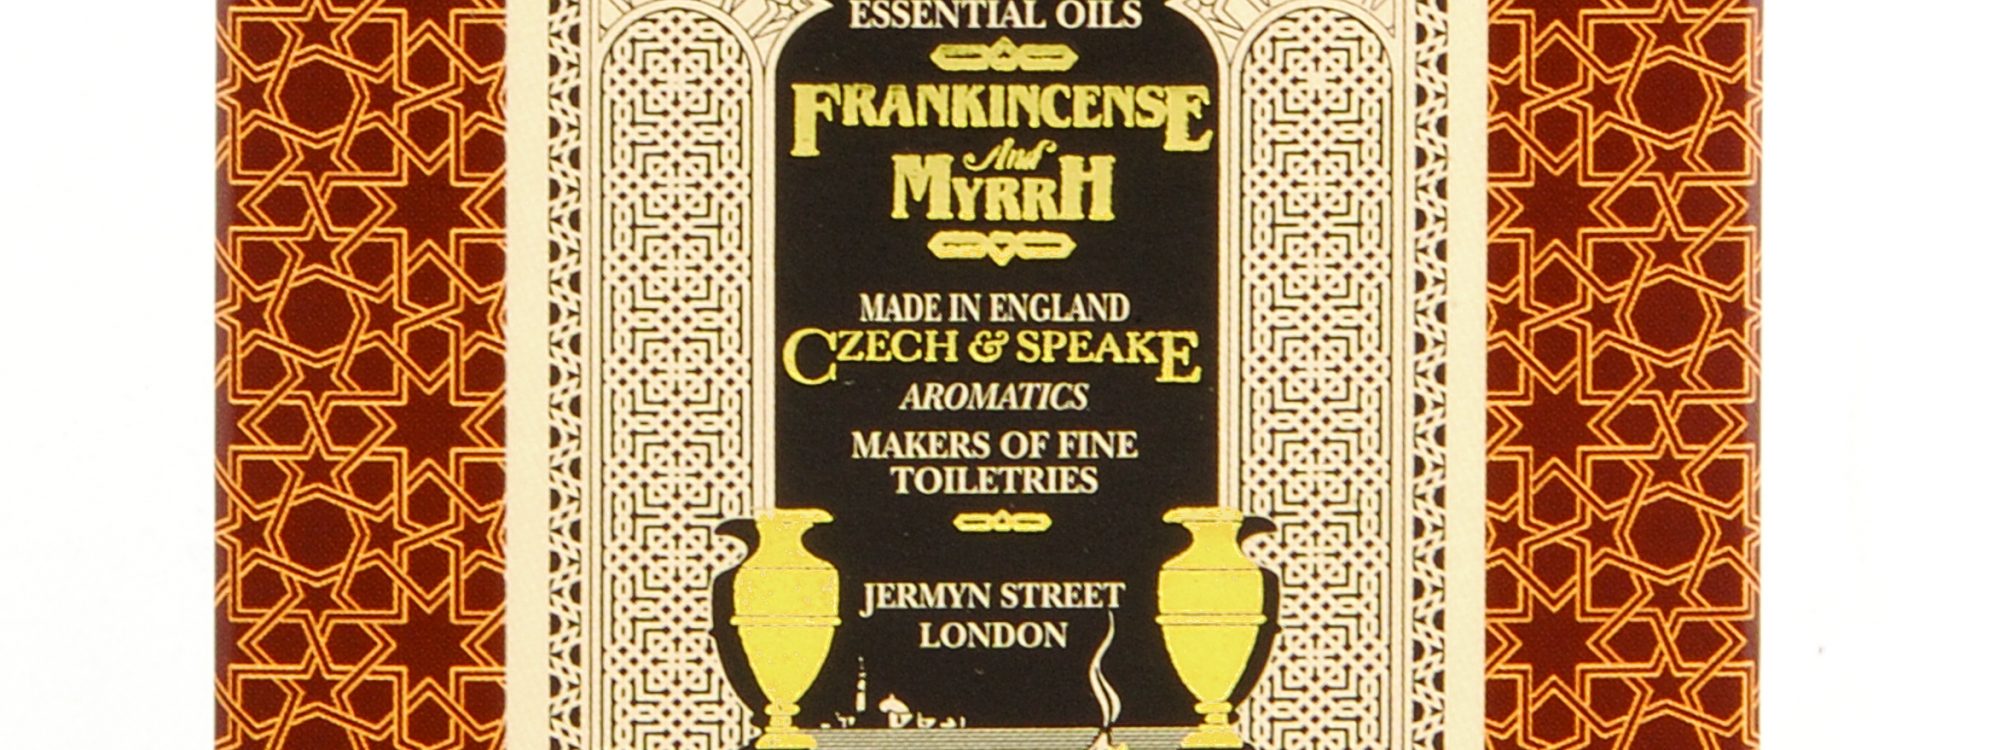 ESSENTIAL OILS
FRANKINCENSE
And
MYRRH
MADE IN ENGLAND
CZECH & SPEAKE
AROMATICS
MAKERS OF FINE
TOILETRIES
JERMYN STREET
LONDON